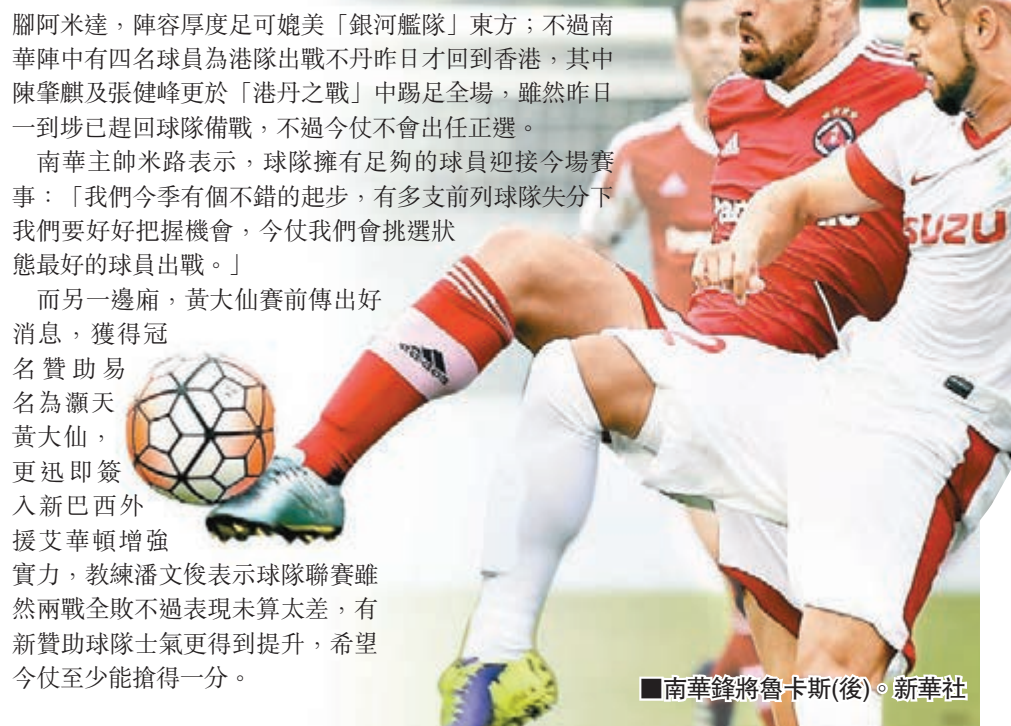 腳阿米達，陣容厚度足可媲美「銀河艦隊」東方；不過南
華陣中有四名球員為港隊出戰不丹昨日才回到香港，其中
陳肇麒及張健峰更於「港丹之戰」中踢足全場，雖然昨日
一到埗已趕回球隊備戰，不過今仗不會出任正選。
南華主帥米路表示，球隊擁有足夠的球員迎接今場賽
事：「我們今季有個不錯的起步，有多支前列球隊失分下
我們要好好把握機會，今仗我們會挑選狀
態最好的球員出戰。」
而另一邊廂，黃大仙賽前傳出好
消息，獲得冠
名贊助易
名為灝天
黃大仙，
更迅即簽
入新巴西外
援艾華頓增強
實力，教練潘文俊表示球隊聯賽雖
然兩戰全敗不過表現未算太差，有
新贊助球隊士氣更得到提升，希望
今仗至少能搶得一分。
SUZU
adidas
2
■南華鋒將魯卡斯(後)。新華社